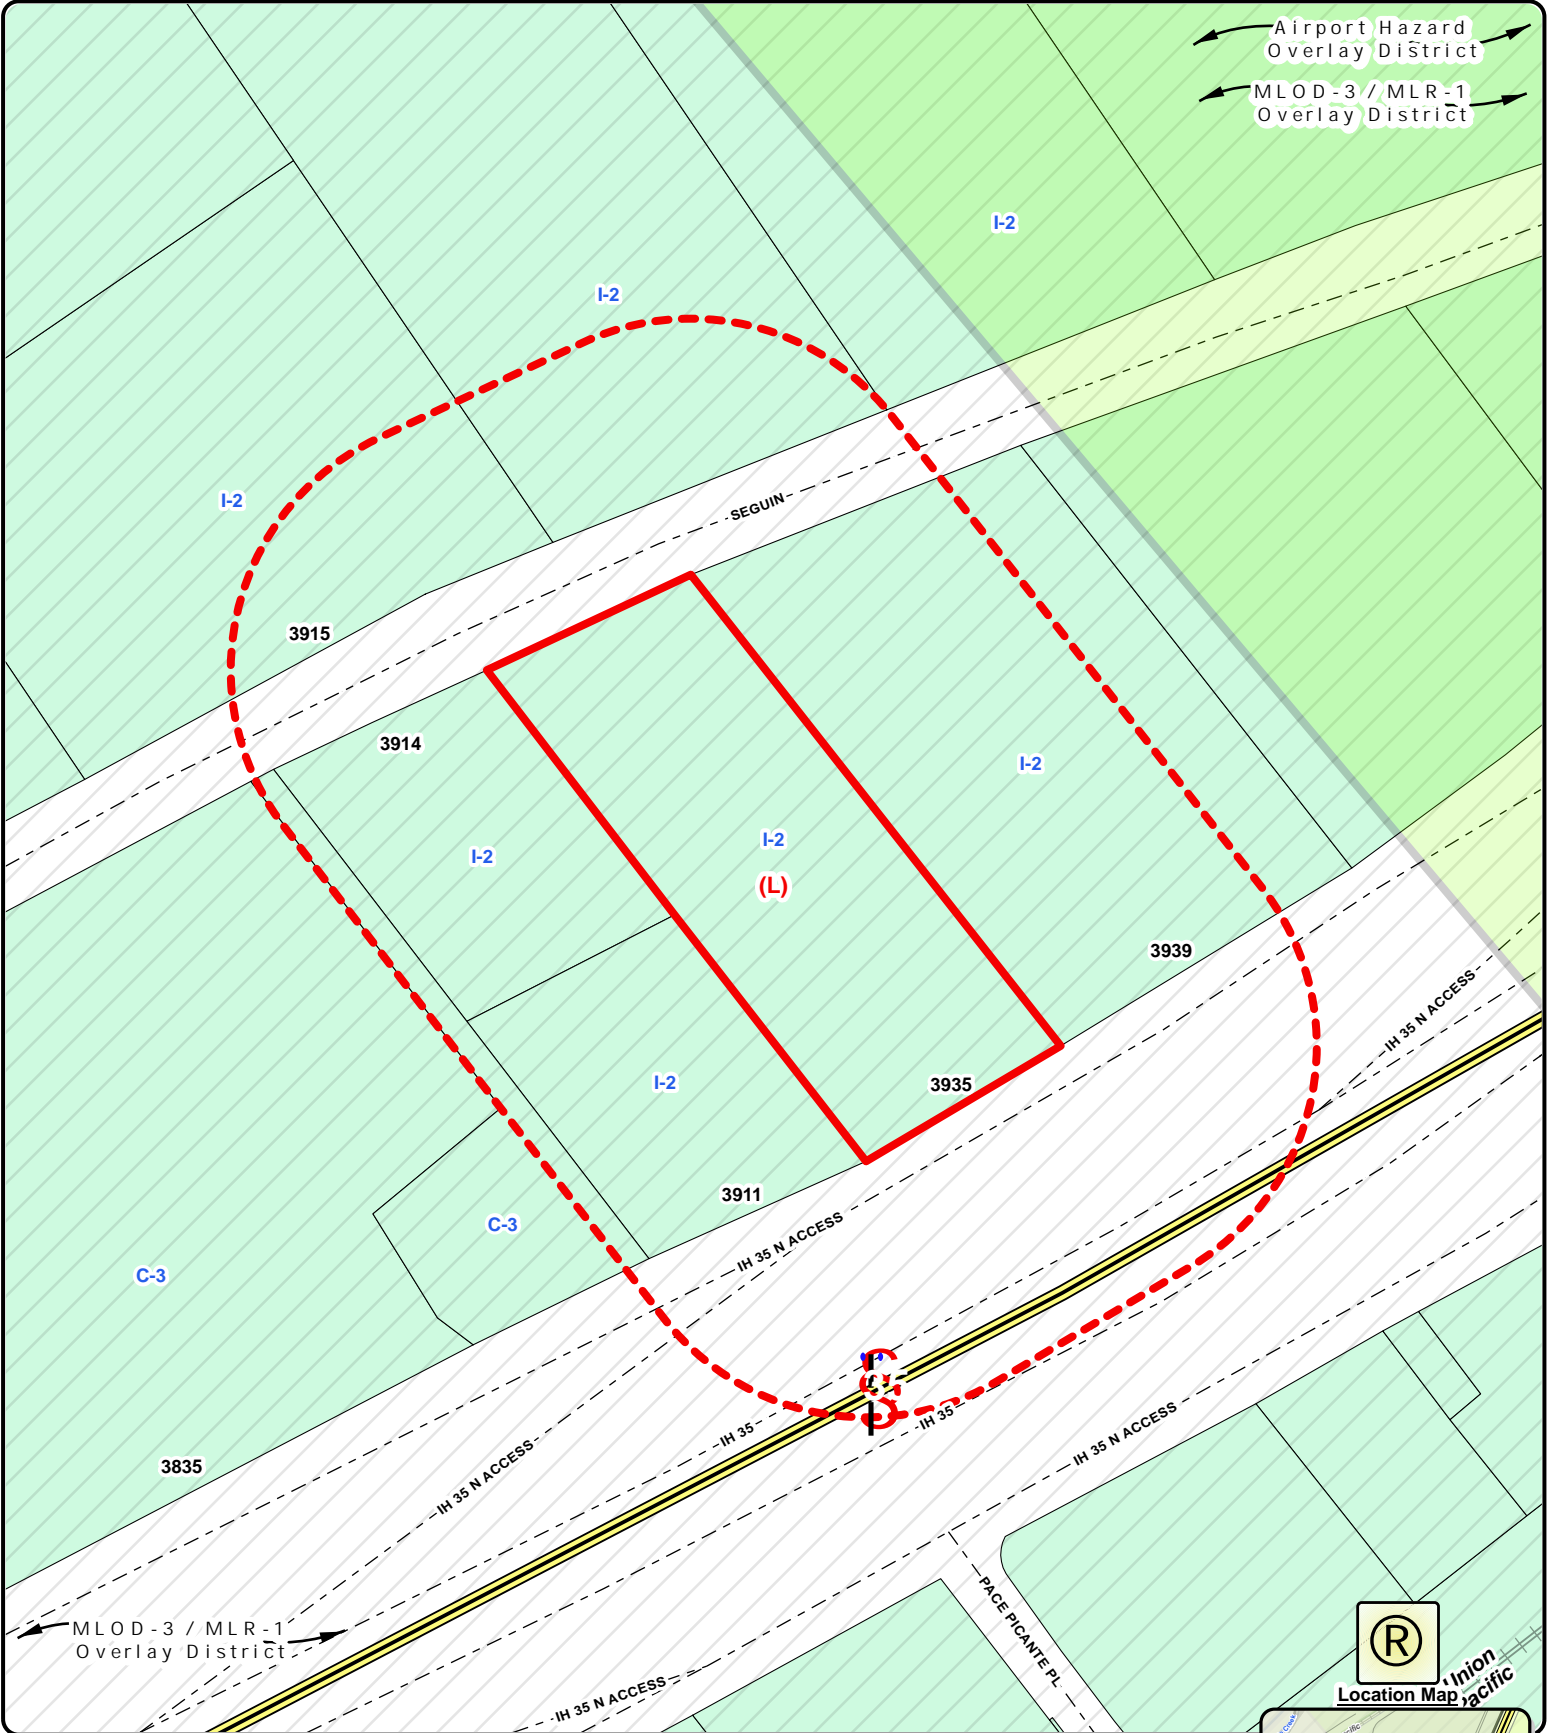 Airport Hazard
Overlay District
MLOD-3 / MLR-1
Overlay District
I-2
I-2
I-2
SEGUIN
3915
3914
I-2
I-2
I-2
(L)
3939
IH 35 N ACCESS
I-2
3935
3911
C-3
IH 35 N ACCESS
C-3
IH 35
IH 35
IH 35 N ACCESS
3835
IH 35 N ACCESS
PACE PICANTE PL
MLOD-3 / MLR-1
Overlay District
R
Union
Pacific
IH 35 N ACCESS
Location Map